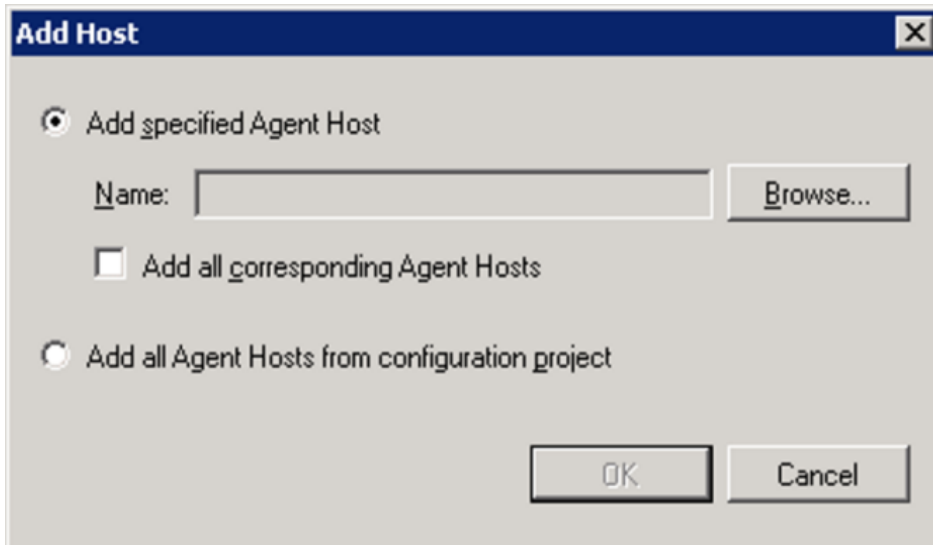 Add Host
Add specified Agent Host
Name:
Browse...
Add all corresponding Agent Hosts
Add all Agent Hosts from configuration project
OK
Cancel